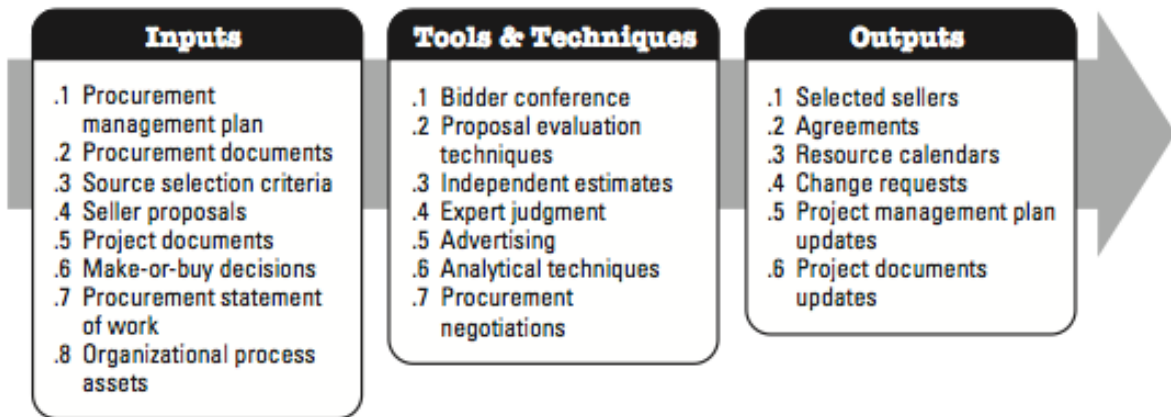 Inputs
.1 Procurement
management plan
.2 Procurement documents
.3 Source selection criteria
.4 Seller proposals
.5 Project documents
.6 Make-or-buy decisions
.7 Procurement statement
of work
.8 Organizational process
assets
Tools & Techniques
.1 Bidder conference
.2 Proposal evaluation
techniques
.3 Independent estimates
.4 Expert judgment
.5 Advertising
.6 Analytical techniques
.7 Procurement
negotiations
Outputs
.1 Selected sellers
.2 Agreements
.3 Resource calendars
.4 Change requests
.5 Project management plan
updates
.6 Project documents
updates